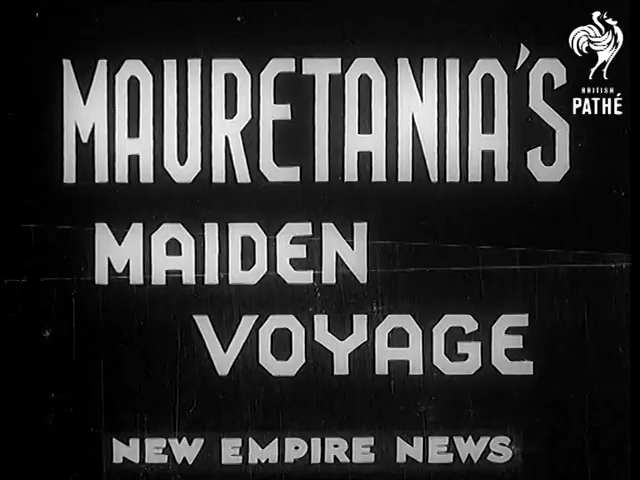 BRITISH
PATHÉ
MAURETANIA'S
MAIDEN
VOYAGE
NEW EMPIRE NEWS